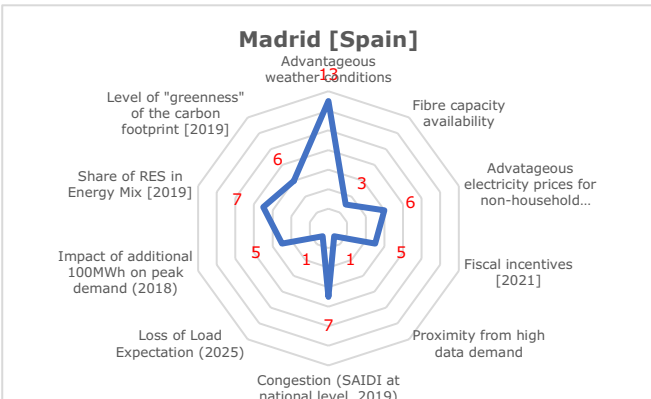 Madrid [Spain]
Advantageous
weather conditions
13
Fibre capacity
availability
3
Advatageous
electricity prices for
non-household...
6
Fiscal incentives
[2021]
5
Proximity from high
data demand
1
Congestion (SAIDI at
national level, 2019)
7
Loss of Load
Expectation (2025)
1
Impact of additional
100MWh on peak
demand (2018)
5
Share of RES in
Energy Mix [2019]
7
Level of "greenness"
of the carbon
footprint [2019]
6